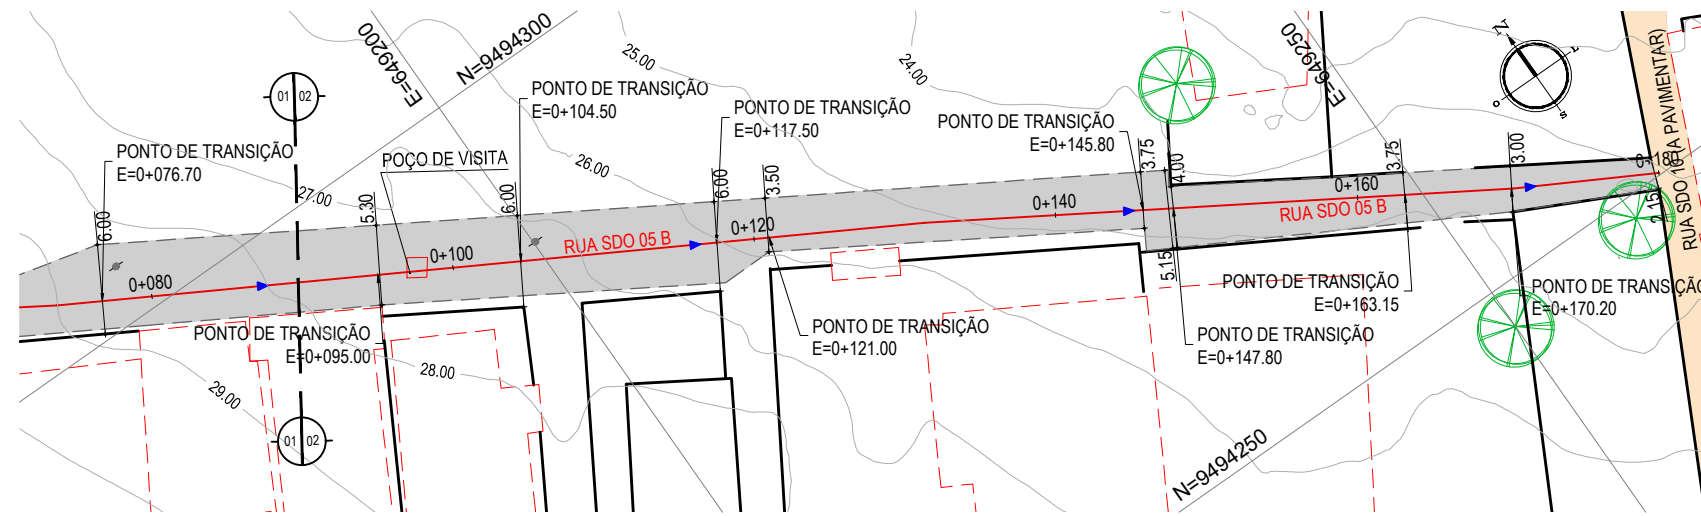 E=649200
N=9494300
25.00
24.00
E=649250
N
L
O
S
01 02
PONTO DE TRANSIÇÃO
E=0+104.50
PONTO DE TRANSIÇÃO
E=0+117.50
PONTO DE TRANSIÇÃO
E=0+145.80
PONTO DE TRANSIÇÃO
E=0+076.70
POÇO DE VISITA
26.00
27.00
6.00
5.30
6.00
6.00
3.50
3.75
4.00
3.75
3.00
0+180
RUA SDO 10 (A PAVIMENTAR)
0+080
0+100
0+120
0+140
0+160
RUA SDO 05 B
RUA SDO 05 B
2.15
5.15
PONTO DE TRANSIÇÃO
E=0+095.00
PONTO DE TRANSIÇÃO
E=0+121.00
PONTO DE TRANSIÇÃO
E=0+147.80
PONTO DE TRANSIÇÃO
E=0+163.15
PONTO DE TRANSIÇÃO
E=0+170.20
28.00
29.00
01 02
N=9494250